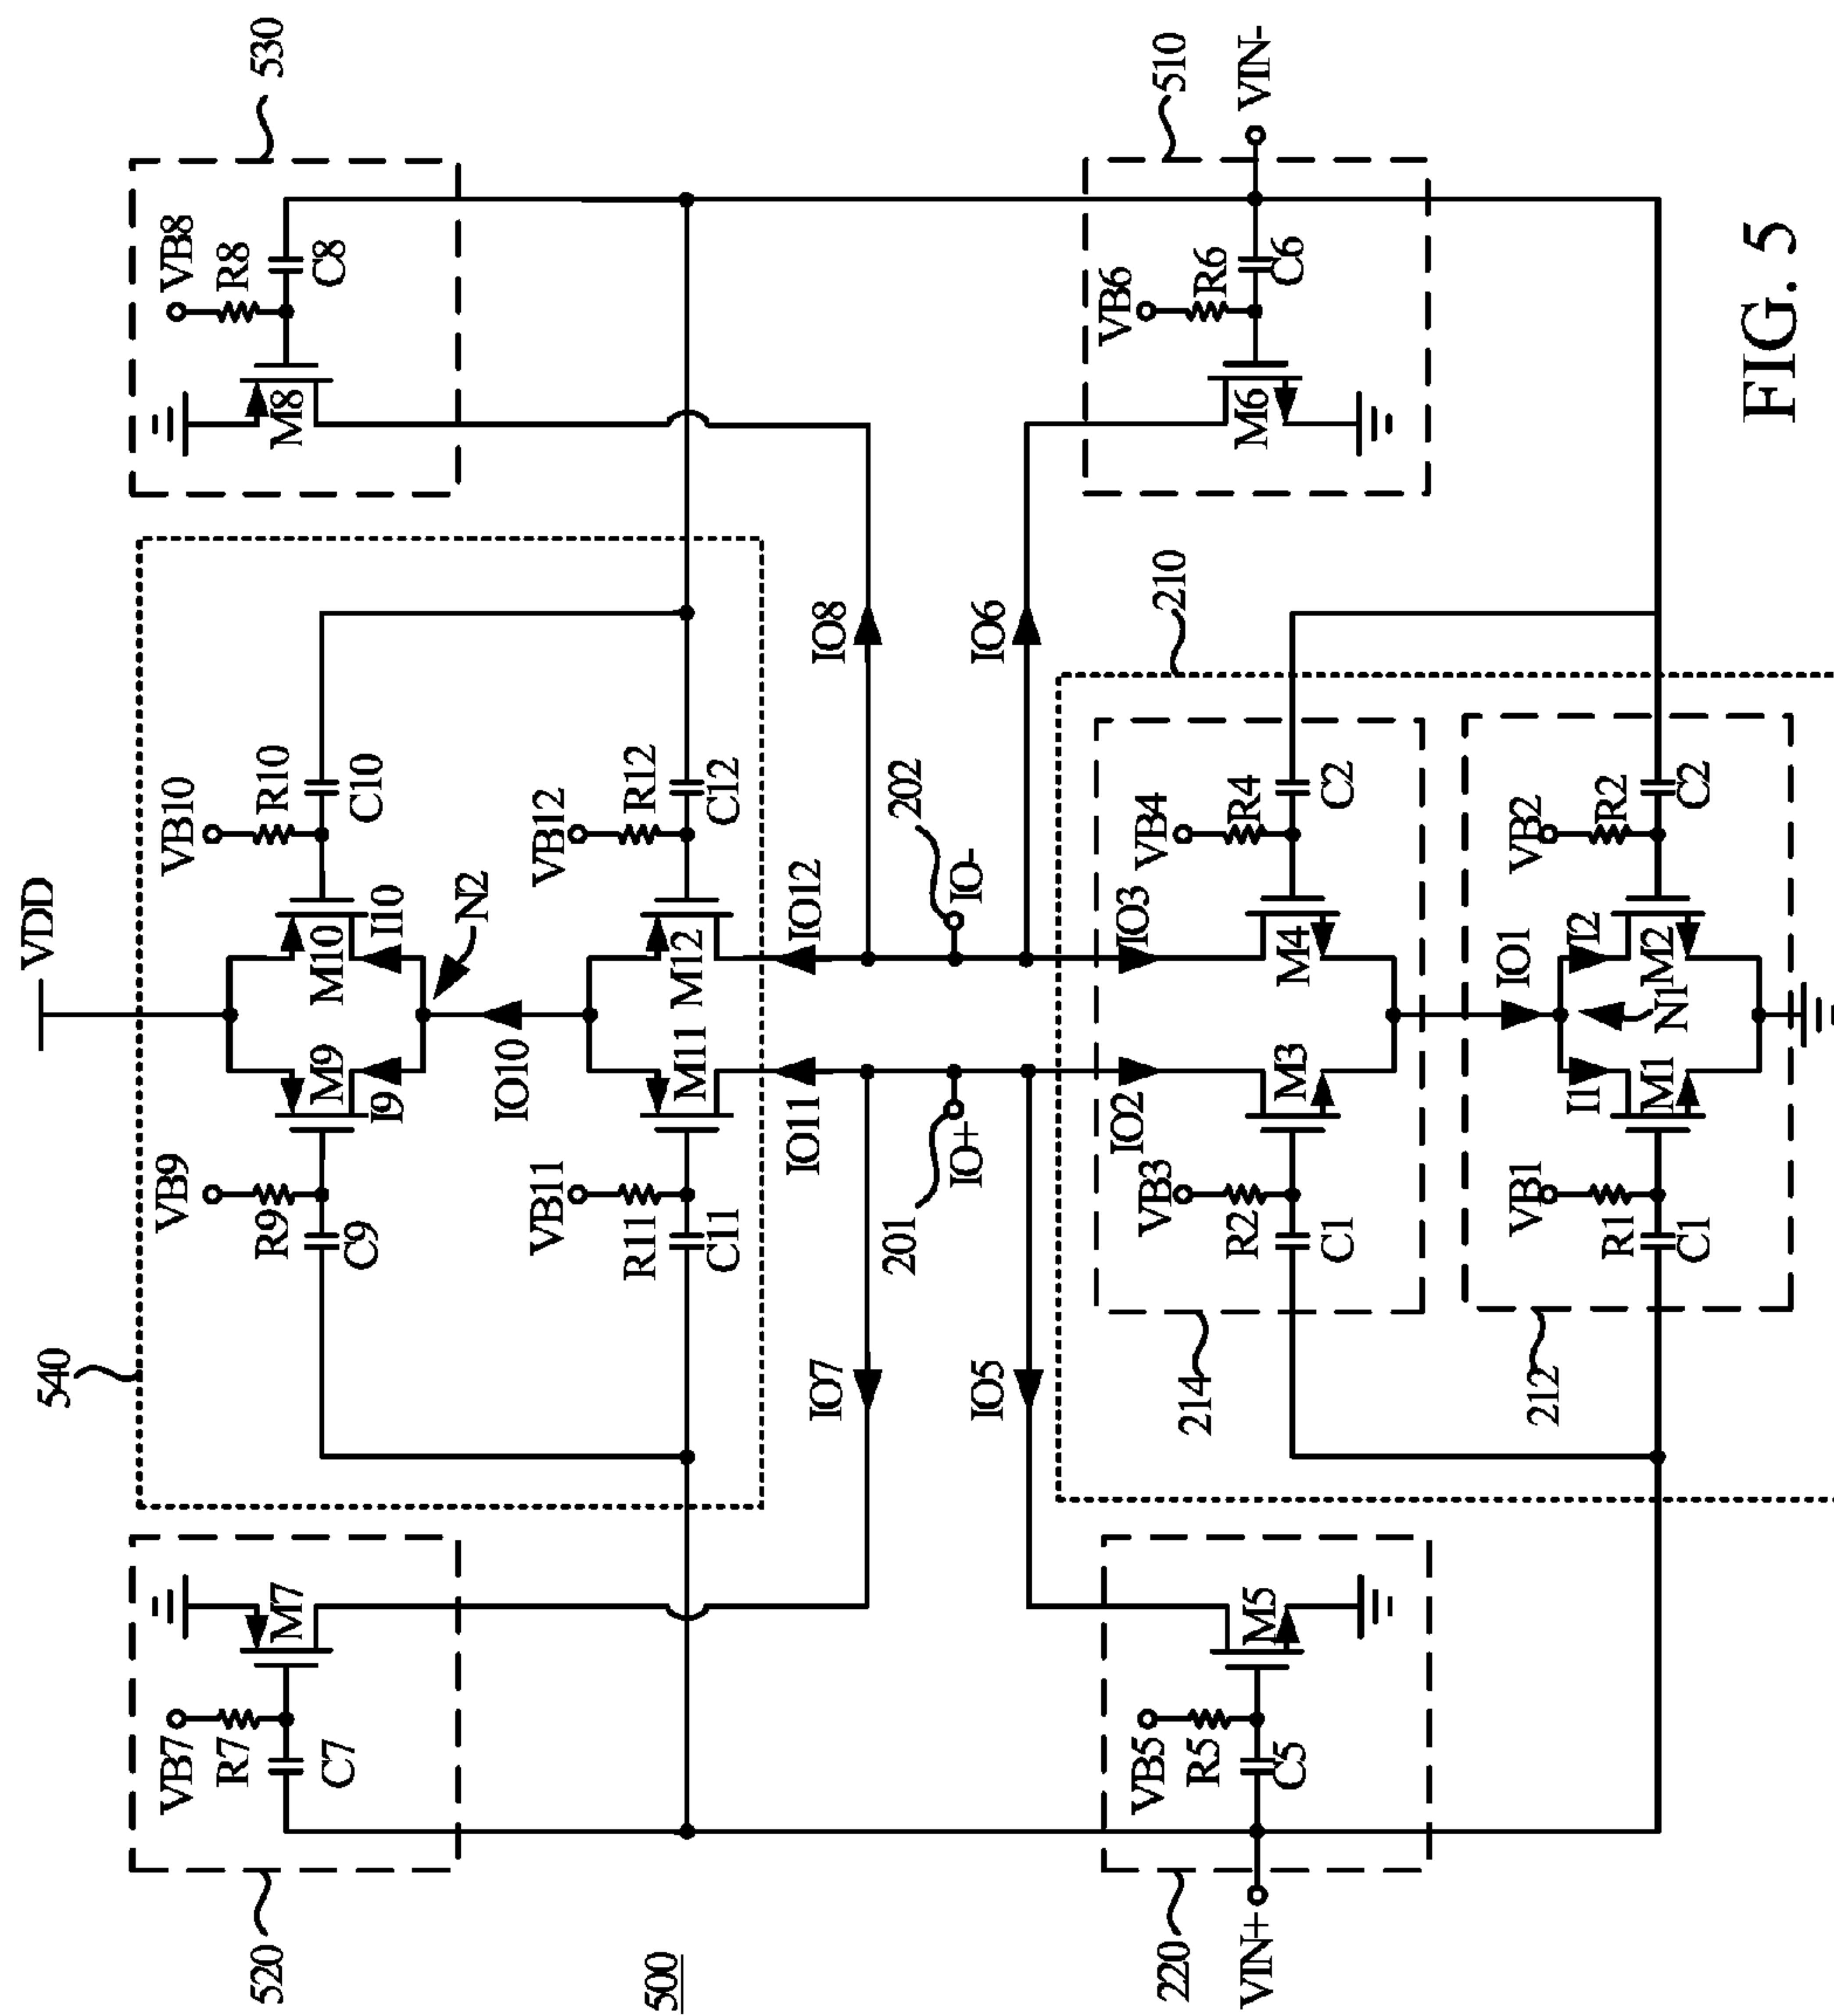 VDD
540
520
VB7
R7
C7
M7
VB9
R9
C9
M9
I9
VB10
R10
C10
M10
I10
N2
530
VB8
R8
C8
M8
IO10
VB11
R11
C11
M11
VB12
R12
C12
M12
500
IO11
IO12
IO7
IO8
201
IO+
202
IO-
IO5
IO6
210
220
VIN+
VB5
R5
C5
M5
214
VB3
R2
C1
IO2
M3
IO3
M4
VB4
R4
C2
510
VB6
R6
C6
M6
VIN-
IO1
212
VB1
R1
C1
I1
M1
N1
I2
M2
VB2
R2
C2
FIG. 5